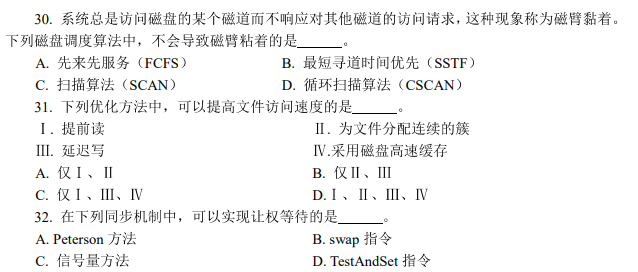 30. 系统总是访问磁盘的某个磁道而不响应对其他磁道的访问请求，这种现象称为磁臂黏着。
下列磁盘调度算法中，不会导致磁臂粘着的是______。
A. 先来先服务（FCFS） B. 最短寻道时间优先（SSTF）
C. 扫描算法（SCAN） D. 循环扫描算法（CSCAN）
31. 下列优化方法中，可以提高文件访问速度的是______。
Ⅰ. 提前读 Ⅱ. 为文件分配连续的簇
Ⅲ. 延迟写 Ⅳ.采用磁盘高速缓存
A. 仅Ⅰ、Ⅱ B. 仅Ⅱ、Ⅲ
C. 仅Ⅰ、Ⅲ、Ⅳ D.Ⅰ、Ⅱ、Ⅲ、Ⅳ
32. 在下列同步机制中，可以实现让权等待的是______。
A. Peterson 方法 B. swap 指令
C. 信号量方法 D. TestAndSet 指令